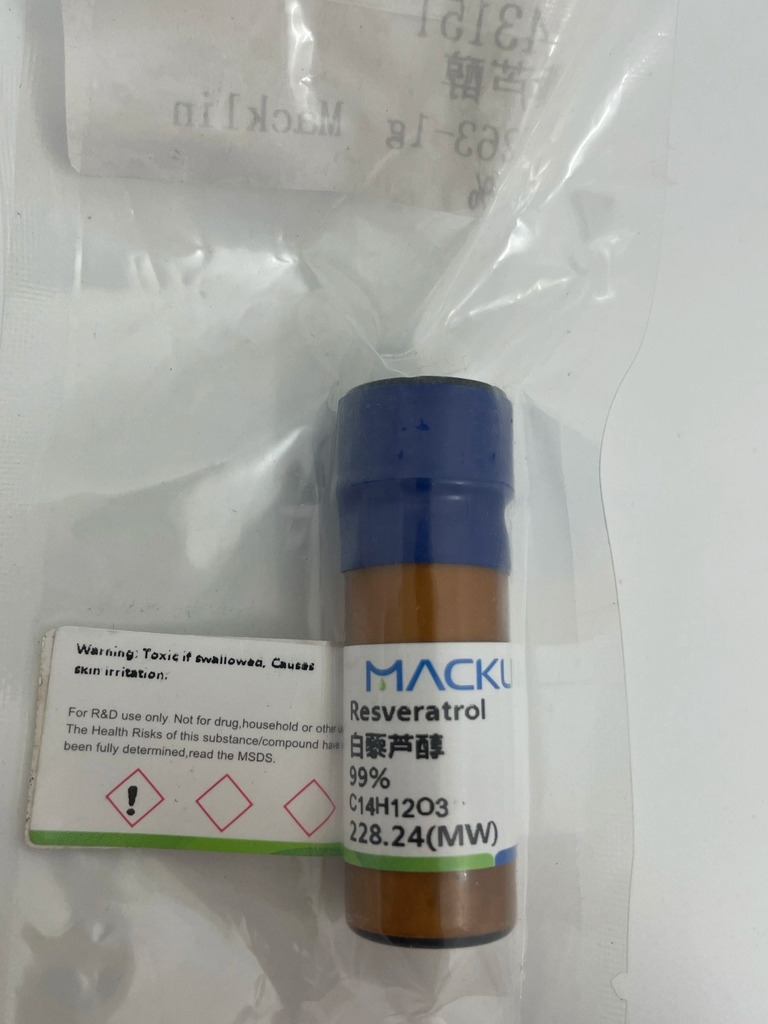 A3151
芦醇
263-1g Macklin
%
Warning: Toxic if swallowed, Causes
skin irritation.
For R&D use only. Not for drug,household or other
The Health Risks of this substance/compound have
been fully determined,read the MSDS.
MACKL
Resveratrol
白藜芦醇
99%
C14H12O3
228.24(MW)